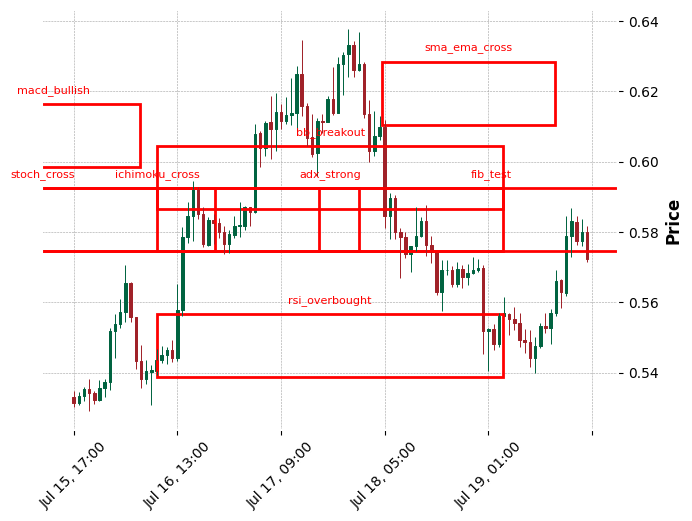 0.64
sma_ema_cross
macd_bullish
0.62
bb_breakout
0.60
stoch_cross
ichimoku_cross
adx_strong
fib_test
0.58
Price
0.56
rsi_overbought
0.54
Jul 15, 17:00
Jul 16, 13:00
Jul 17, 09:00
Jul 18, 05:00
Jul 19, 01:00